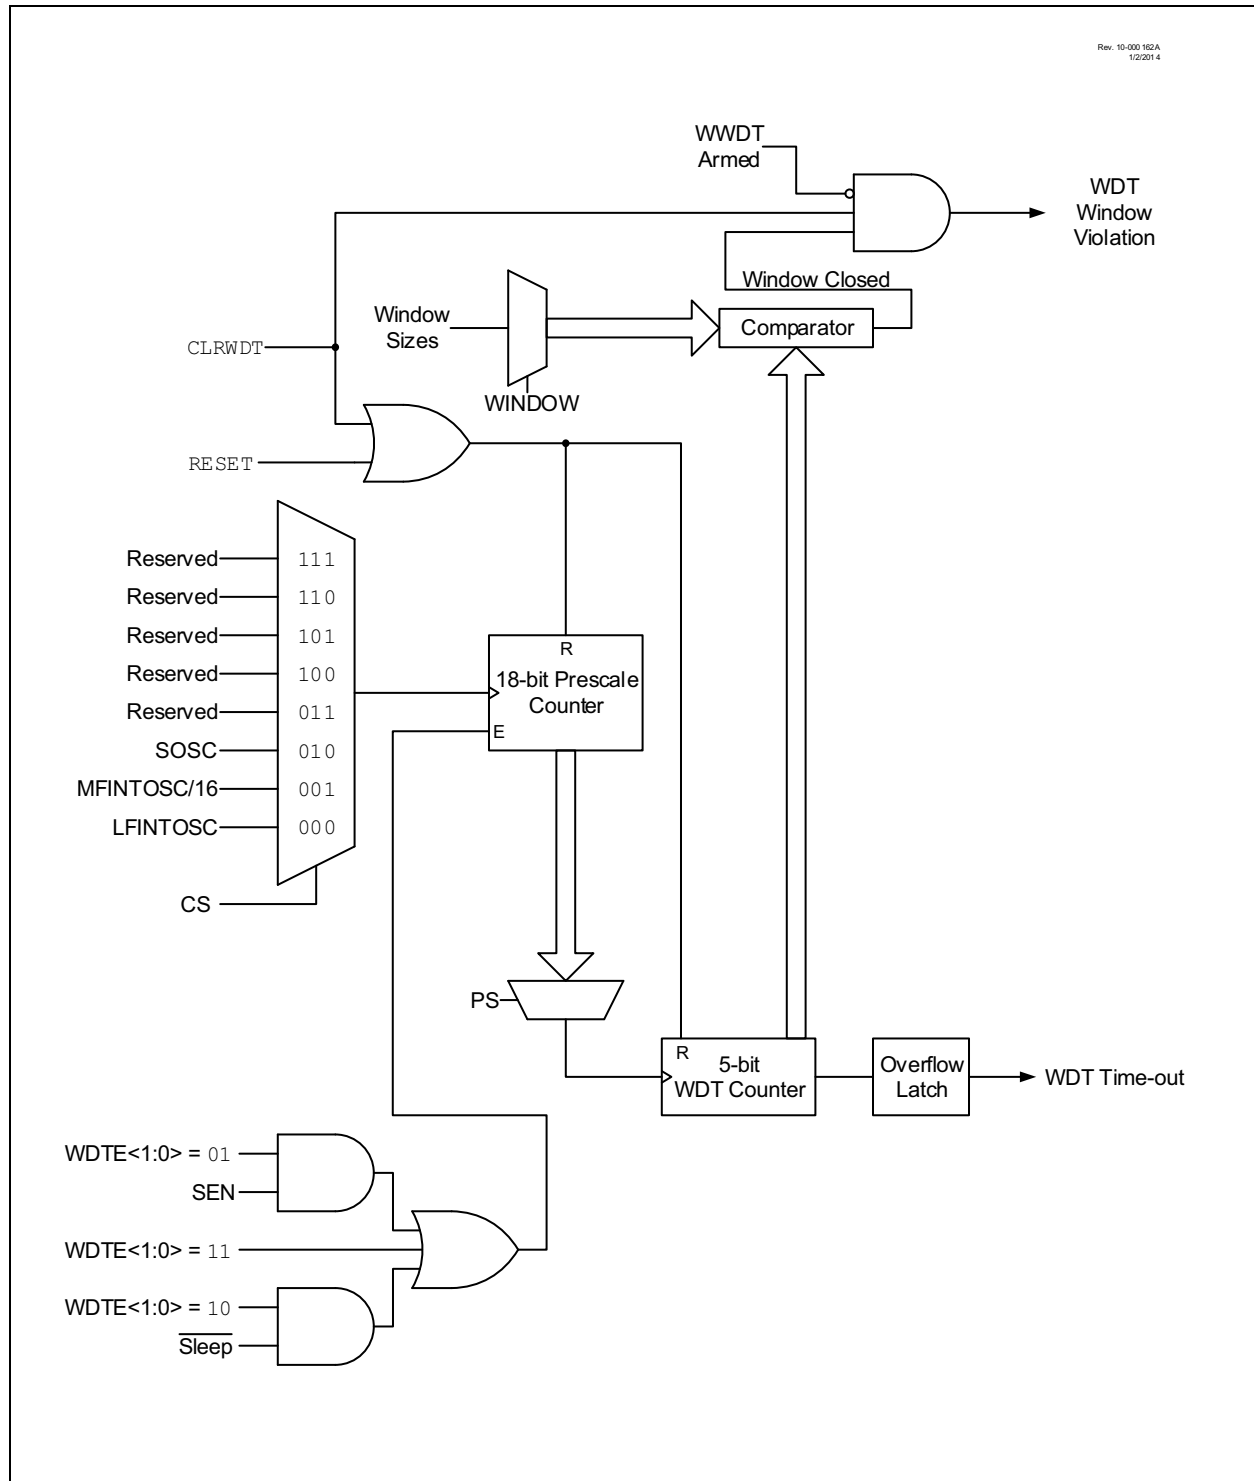 Rev. 10-000 162A
1/2/201 4
WWDT
Armed
WDT
Window
Violation
Window Closed
Window
Sizes
Comparator
CLRWDT
WINDOW
RESET
Reserved 111
Reserved 110
Reserved 101
Reserved 100
Reserved 011
SOSC 010
MFINTOSC/16 001
LFINTOSC 000
R
18-bit Prescale
Counter
E
CS
PS
R
5-bit
WDT Counter
Overflow
Latch
WDT Time-out
WDTE<1:0> = 01
SEN
WDTE<1:0> = 11
WDTE<1:0> = 10
Sleep